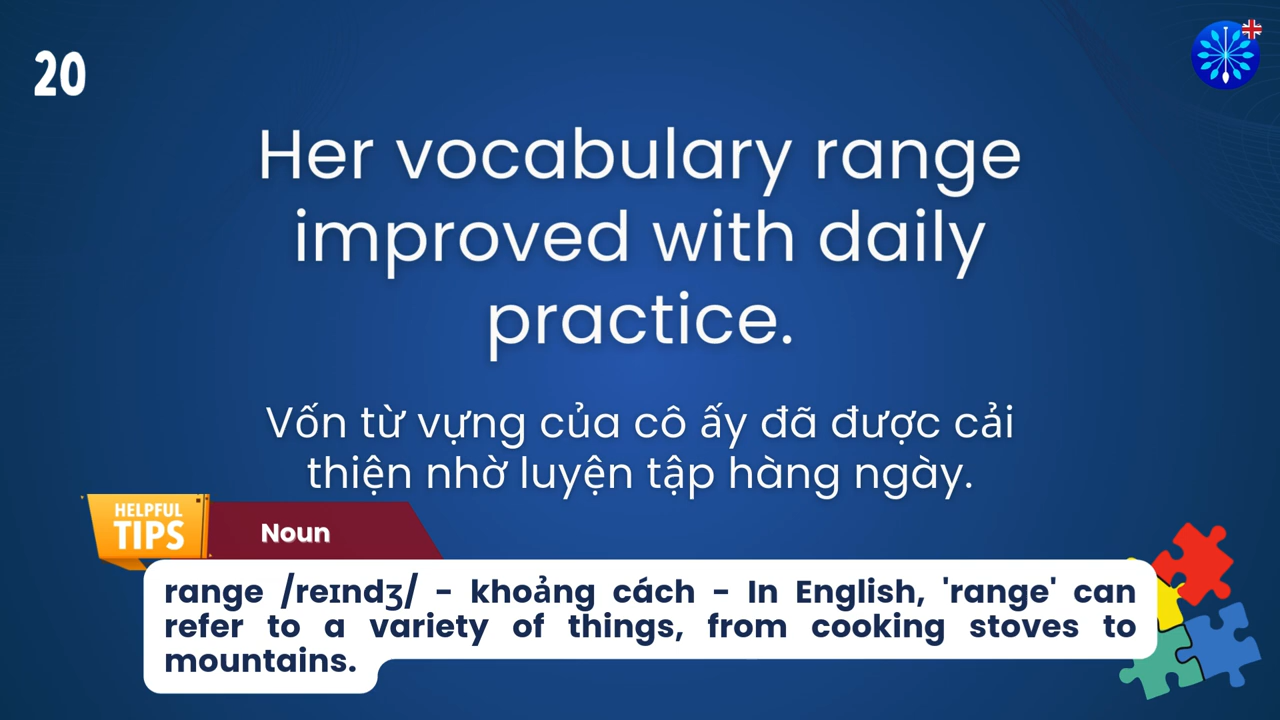 20
Her vocabulary range
improved with daily
practice.
Vốn từ vựng của cô ấy đã được cải
thiện nhờ luyện tập hàng ngày.
HELPFUL
TIPS
Noun
range /reɪndʒ/ - khoảng cách - In English, 'range' can
refer to a variety of things, from cooking stoves to
mountains.